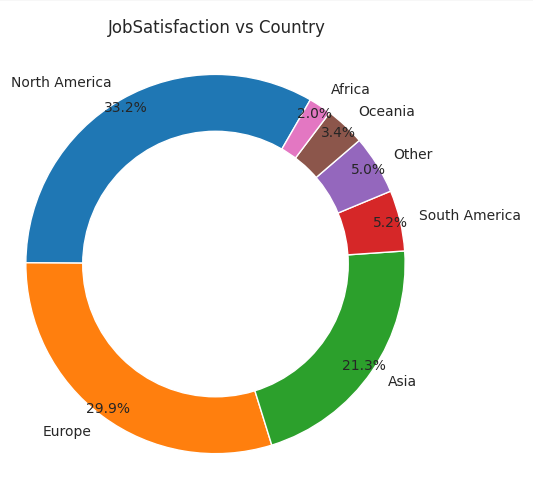 JobSatisfaction vs Country
North America
33.2%
Africa
2.0%
Oceania
3.4%
Other
5.0%
South America
5.2%
Asia
21.3%
Europe
29.9%